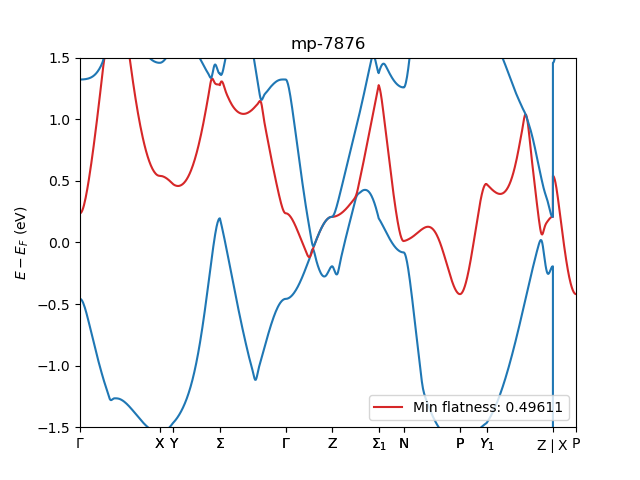 mp-7876
E − E_F (eV)
1.5
1.0
0.5
0.0
−0.5
−1.0
−1.5
Min flatness: 0.49611
Γ X Y Σ Γ Z Σ₁ N P Y₁ Z | X P